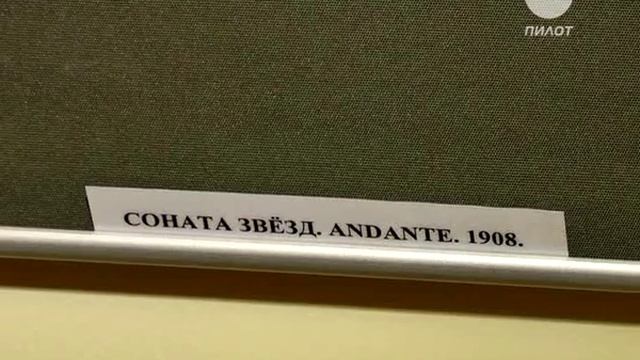 ПИЛОТ
СОНАТА ЗВЁЗД. ANDANTE. 1908.